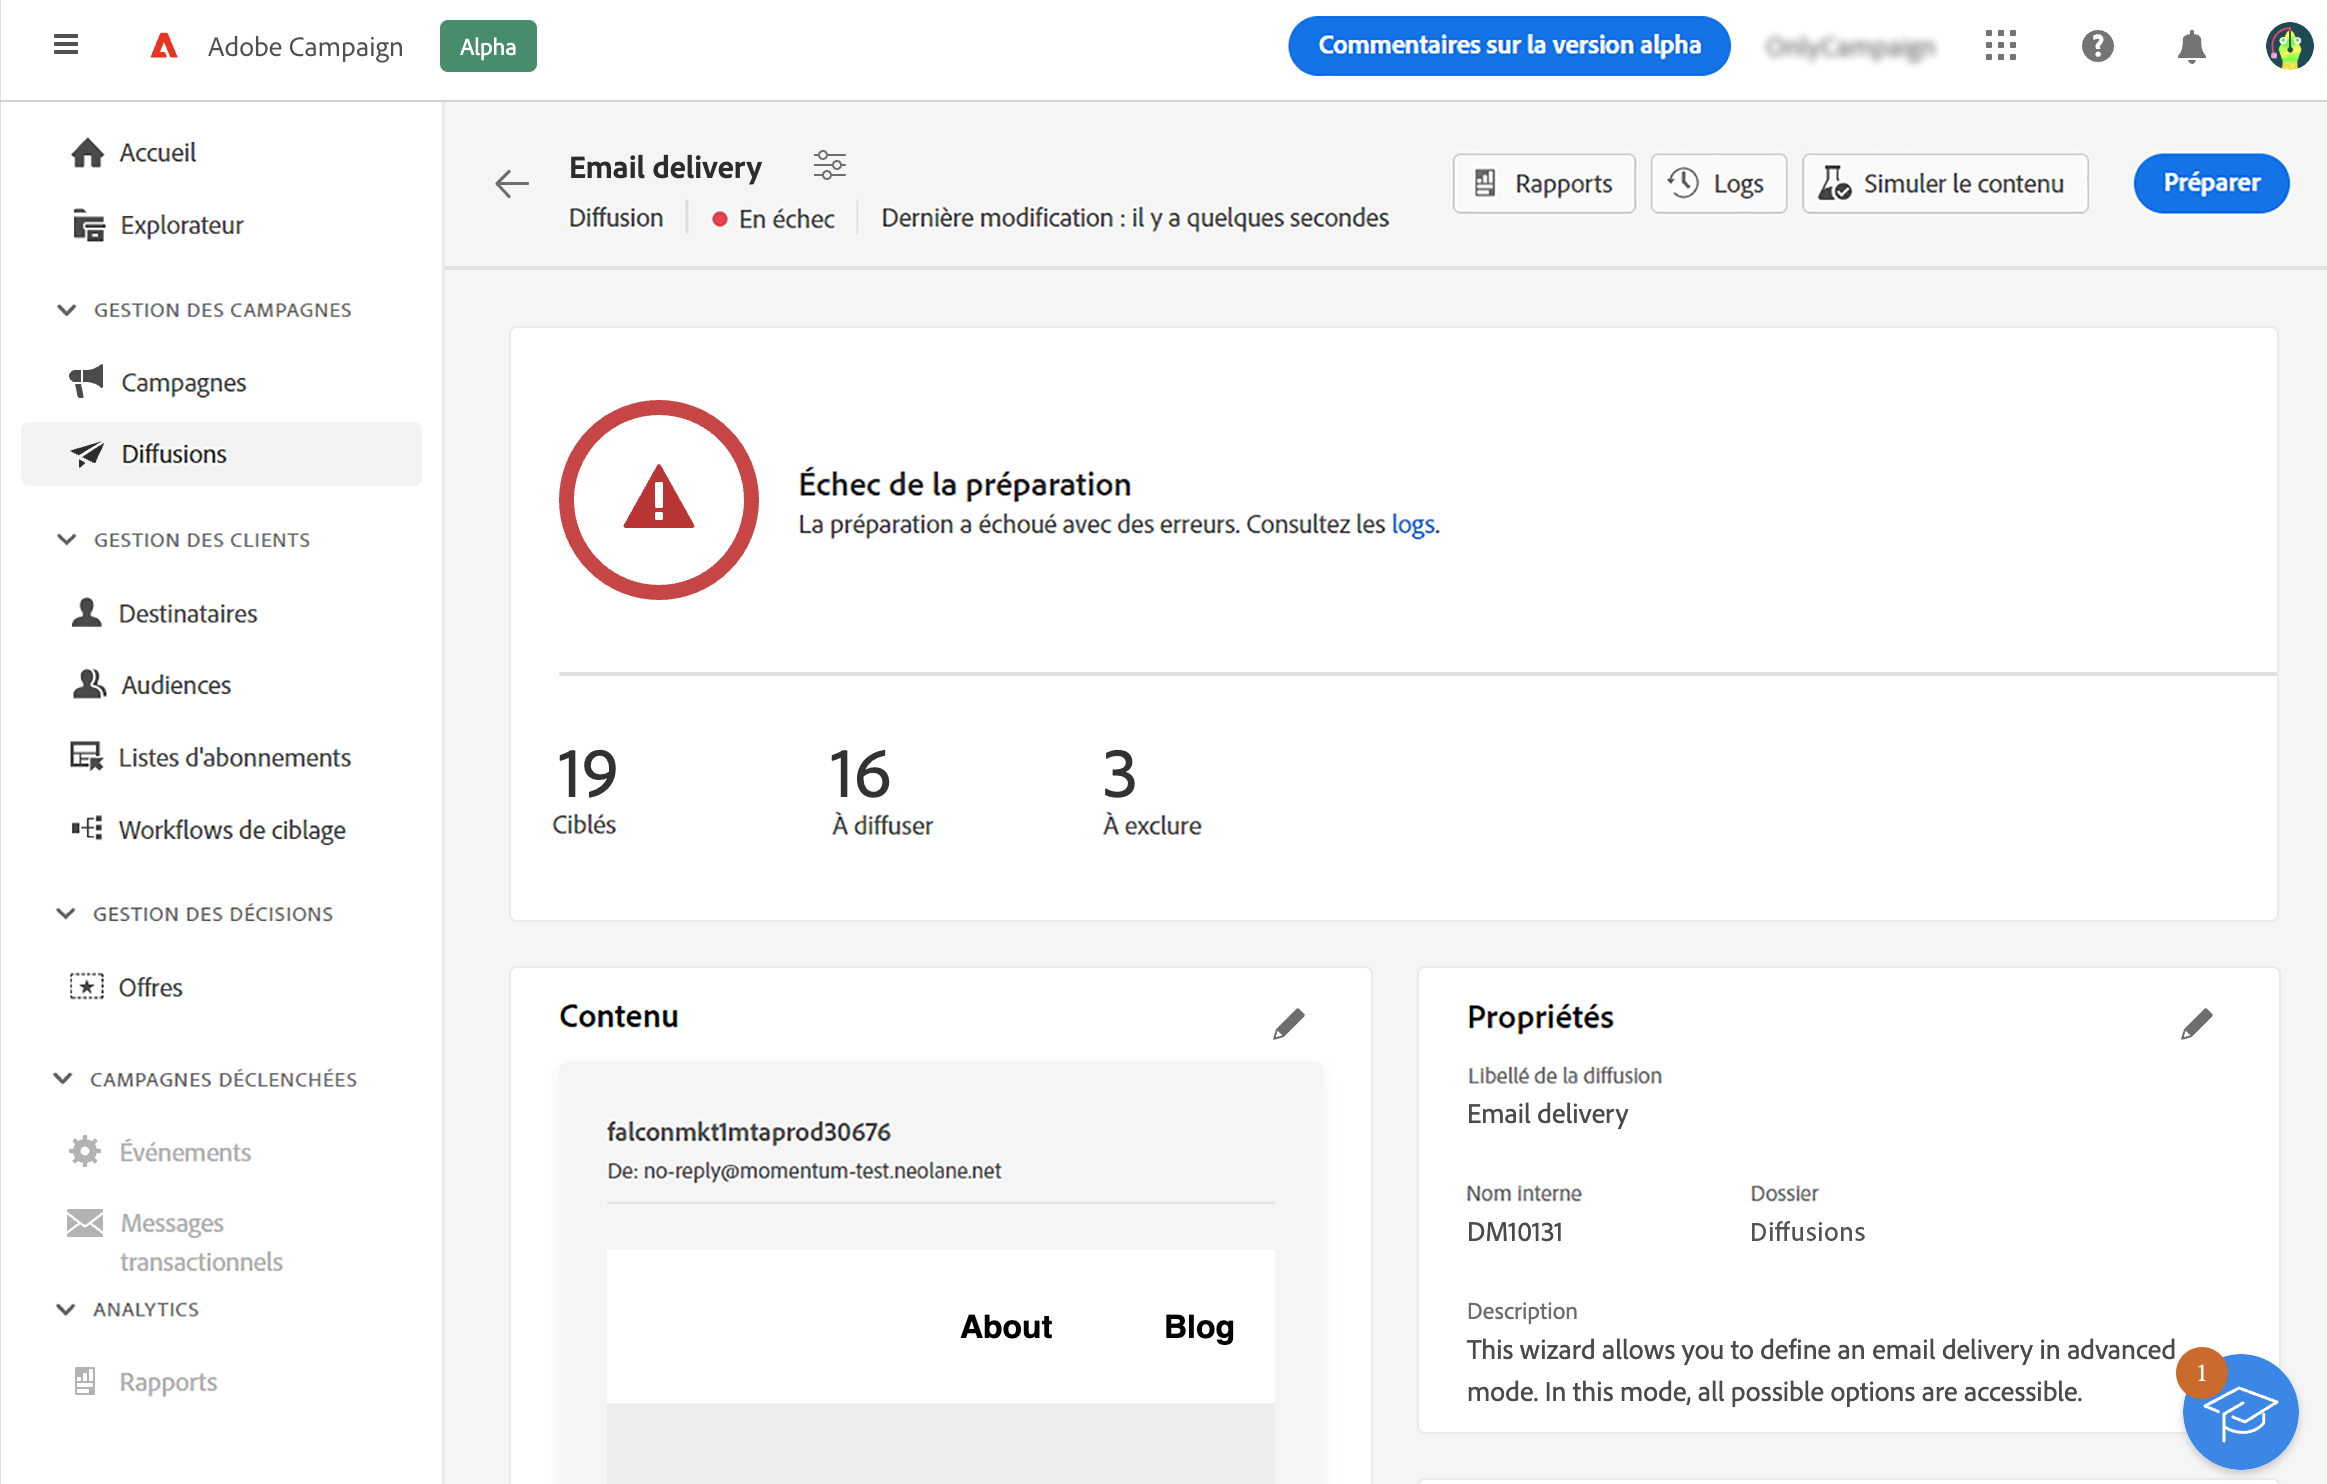 Adobe Campaign
Alpha
Commentaires sur la version alpha
Accueil
Explorateur
GESTION DES CAMPAGNES
Campagnes
Diffusions
GESTION DES CLIENTS
Destinataires
Audiences
Listes d'abonnements
Workflows de ciblage
GESTION DES DÉCISIONS
Offres
CAMPAGNES DÉCLENCHÉES
Événements
Messages
transactionnels
ANALYTICS
Rapports
Email delivery
Diffusion
En échec
Dernière modification : il y a quelques secondes
Rapports
Logs
Simuler le contenu
Préparer
Échec de la préparation
La préparation a échoué avec des erreurs. Consultez les logs.
19
Ciblés
16
À diffuser
3
À exclure
Contenu
falconmkt1mtaprod30676
De: no-reply@momentum-test.neolane.net
About
Blog
Propriétés
Libellé de la diffusion
Email delivery
Nom interne
DM10131
Dossier
Diffusions
Description
This wizard allows you to define an email delivery in advanced
mode. In this mode, all possible options are accessible.
1